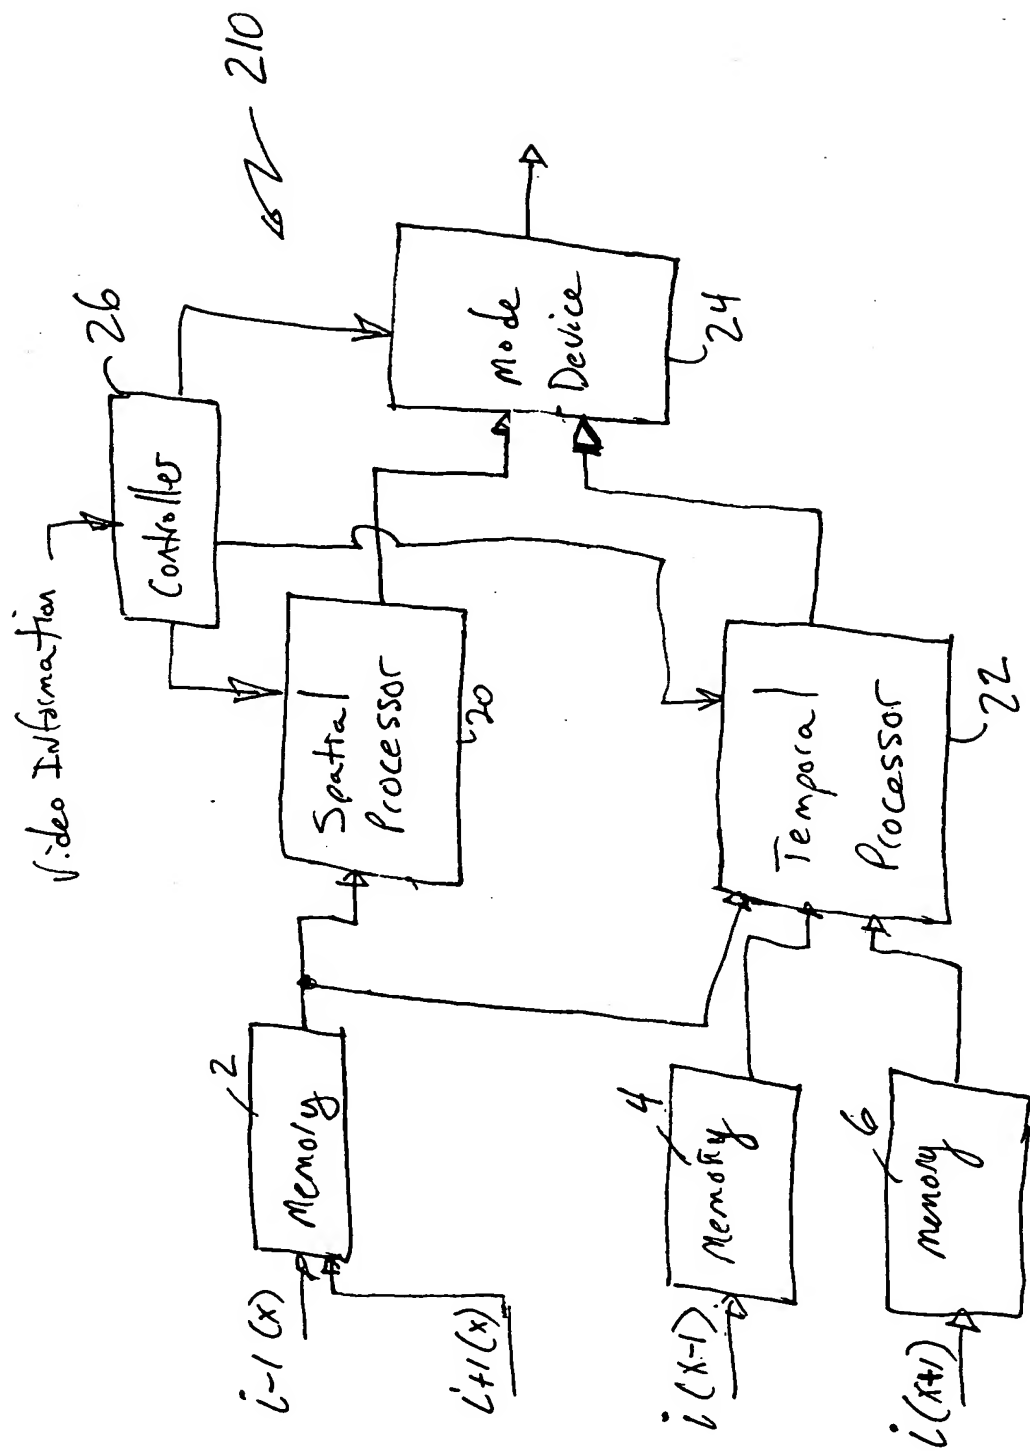 Video Information
26
Controller
210
Spatial
Processor
20
Mode
Device
24
Temporal
Processor
22
2
Memory
i-1(x)
i+1(x)
4
Memory
i(x-1)
6
memory
i(x+1)